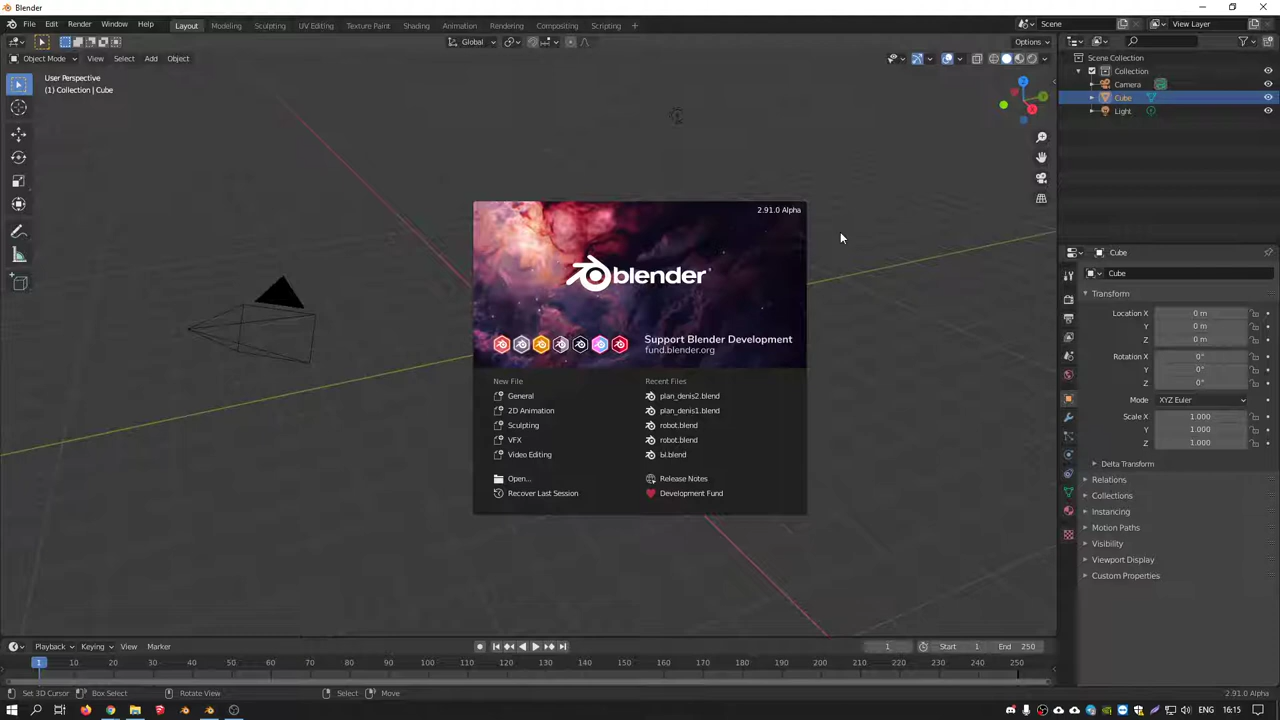 Blender
File Edit Render Window Help Layout Modeling Sculpting UV Editing Texture Paint Shading Animation Rendering Compositing Scripting + Scene View Layer
Global Options
Object Mode View Select Add Object
User Perspective
(1) Collection | Cube
Scene Collection
Collection
Camera
Cube
Light
2.91.0 Alpha
blender
Support Blender Development
fund.blender.org
New File
General
2D Animation
Sculpting
VFX
Video Editing
Open...
Recover Last Session
Recent Files
plan_denis2.blend
plan_denis1.blend
robot.blend
robot.blend
bl.blend
Release Notes
Development Fund
Cube
Cube
Transform
Location X 0 m
Y 0 m
Z 0 m
Rotation X 0°
Y 0°
Z 0°
Mode XYZ Euler
Scale X 1.000
Y 1.000
Z 1.000
Delta Transform
Relations
Collections
Instancing
Motion Paths
Visibility
Viewport Display
Custom Properties
Playback Keying View Marker 1 Start 1 End 250
1 10 20 30 40 50 60 70 80 90 100 110 120 130 140 150 160 170 180 190 200 210 220 230 240 250
Set 3D Cursor Box Select Rotate View Select Move 2.91.0 Alpha
ENG 16:15